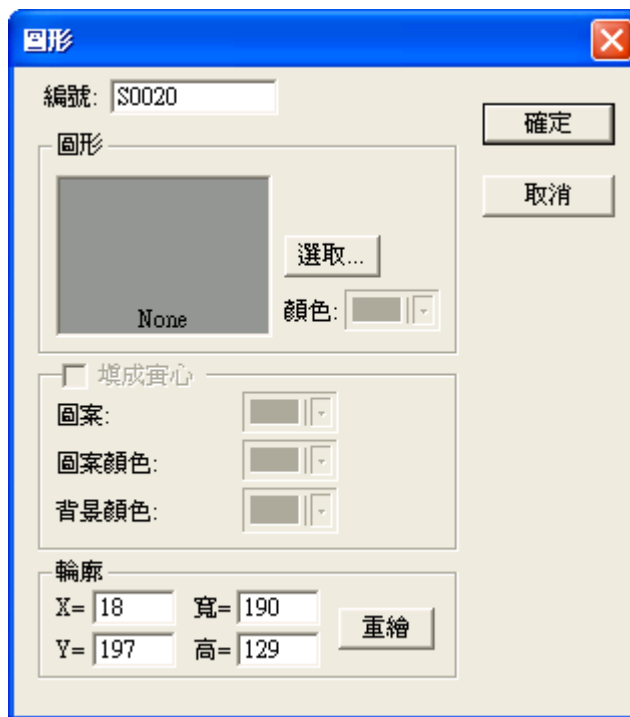 圖形
編號: S0020
確定
圖形
取消
選取...
None
顏色:
填成實心
圖案:
圖案顏色:
背景顏色:
輪廓
X= 18 寬= 190
重繪
Y= 197 高= 129